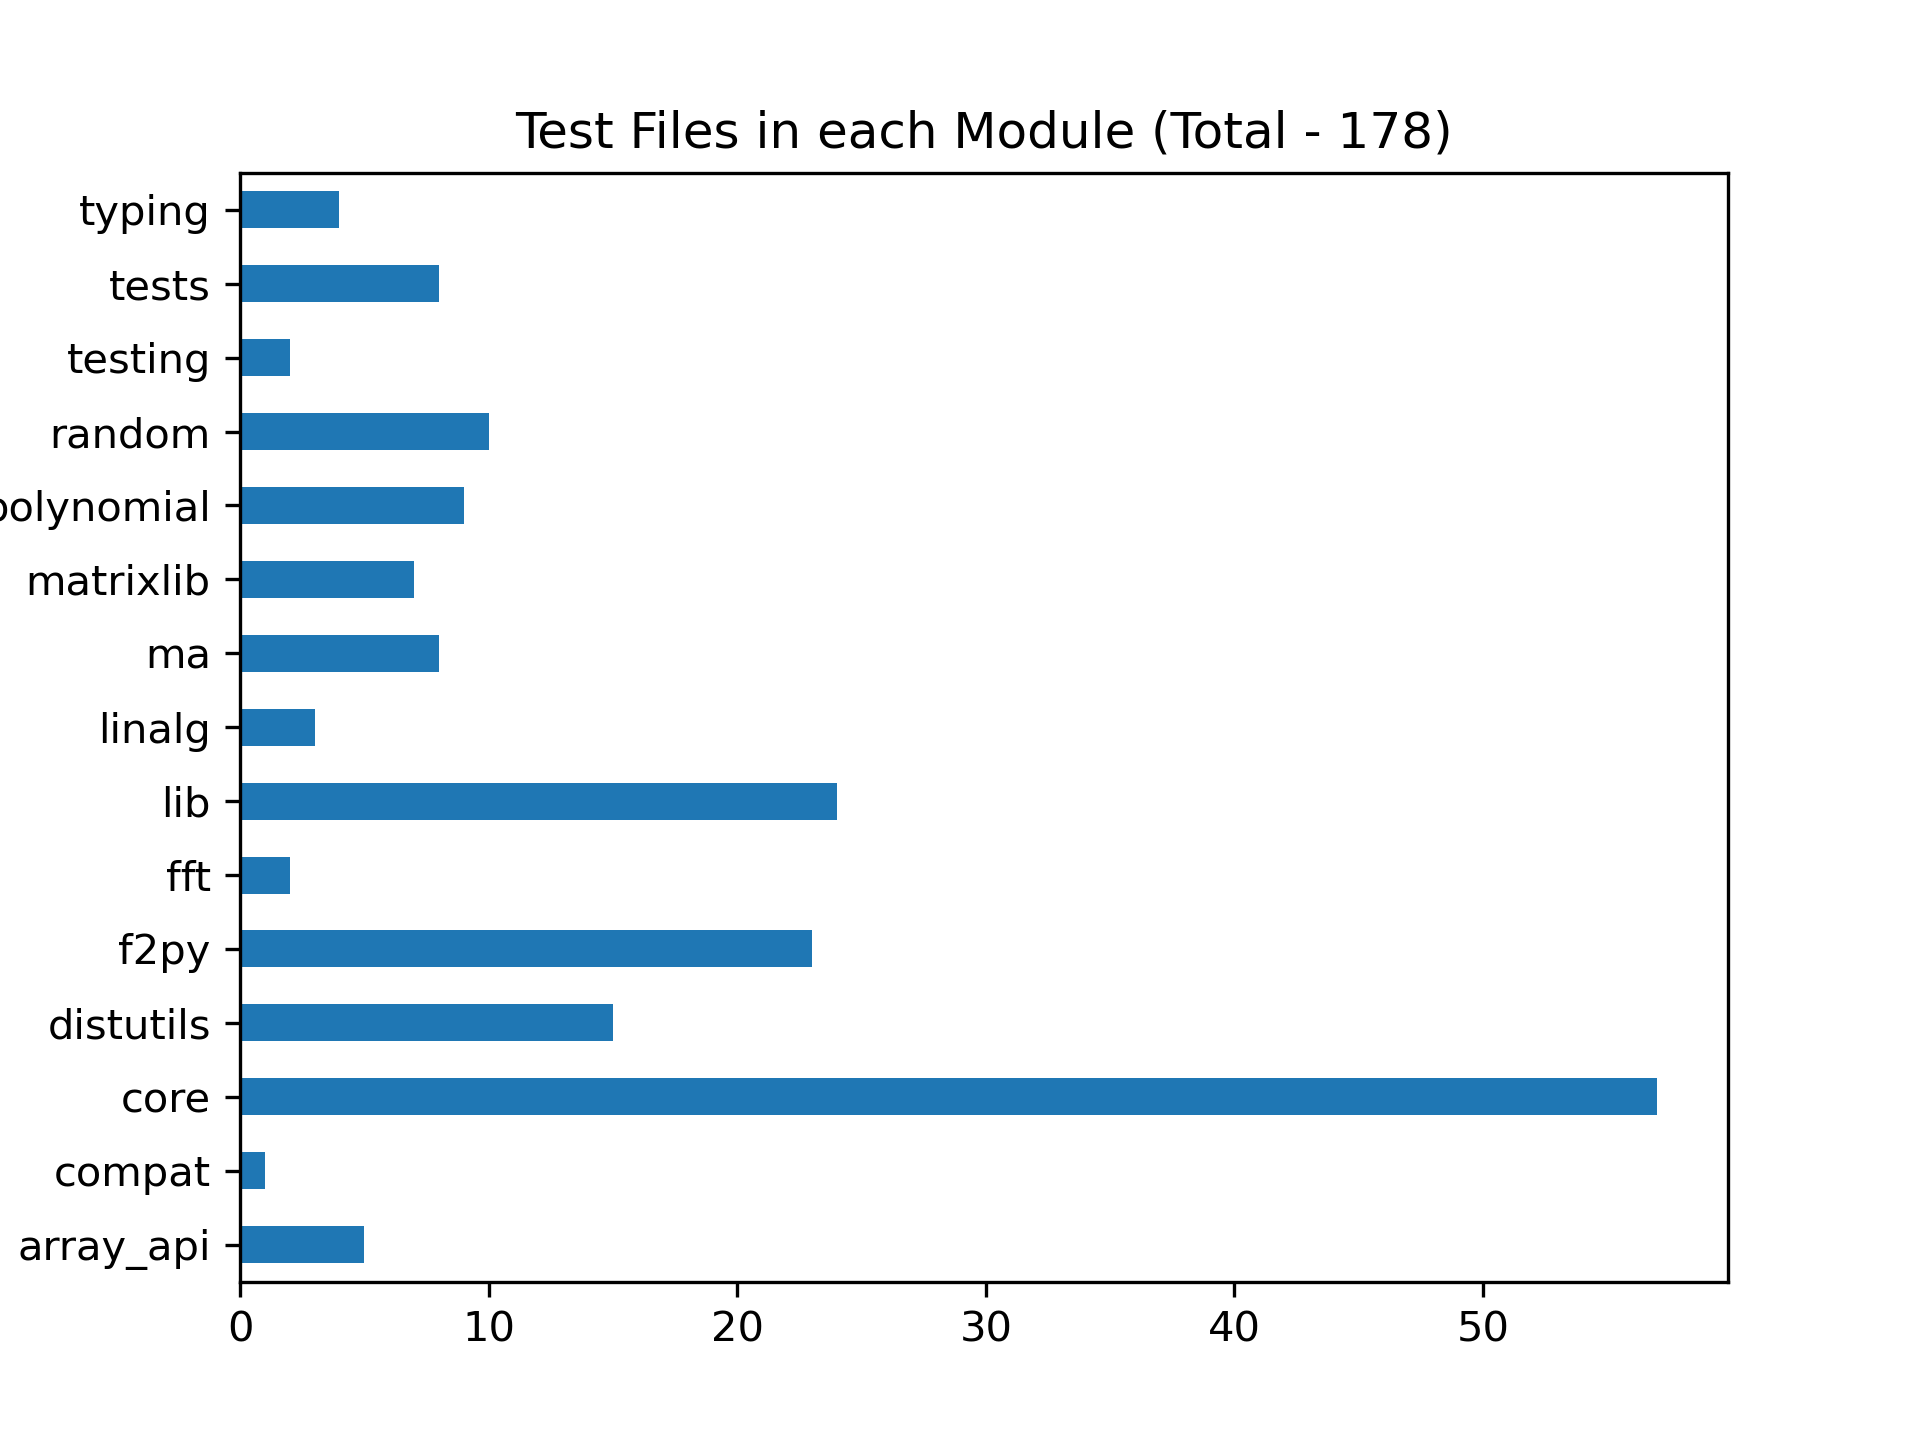 Test Files in each Module (Total - 178)
typing
tests
testing
random
polynomial
matrixlib
ma
linalg
lib
fft
f2py
distutils
core
compat
array_api
0 10 20 30 40 50